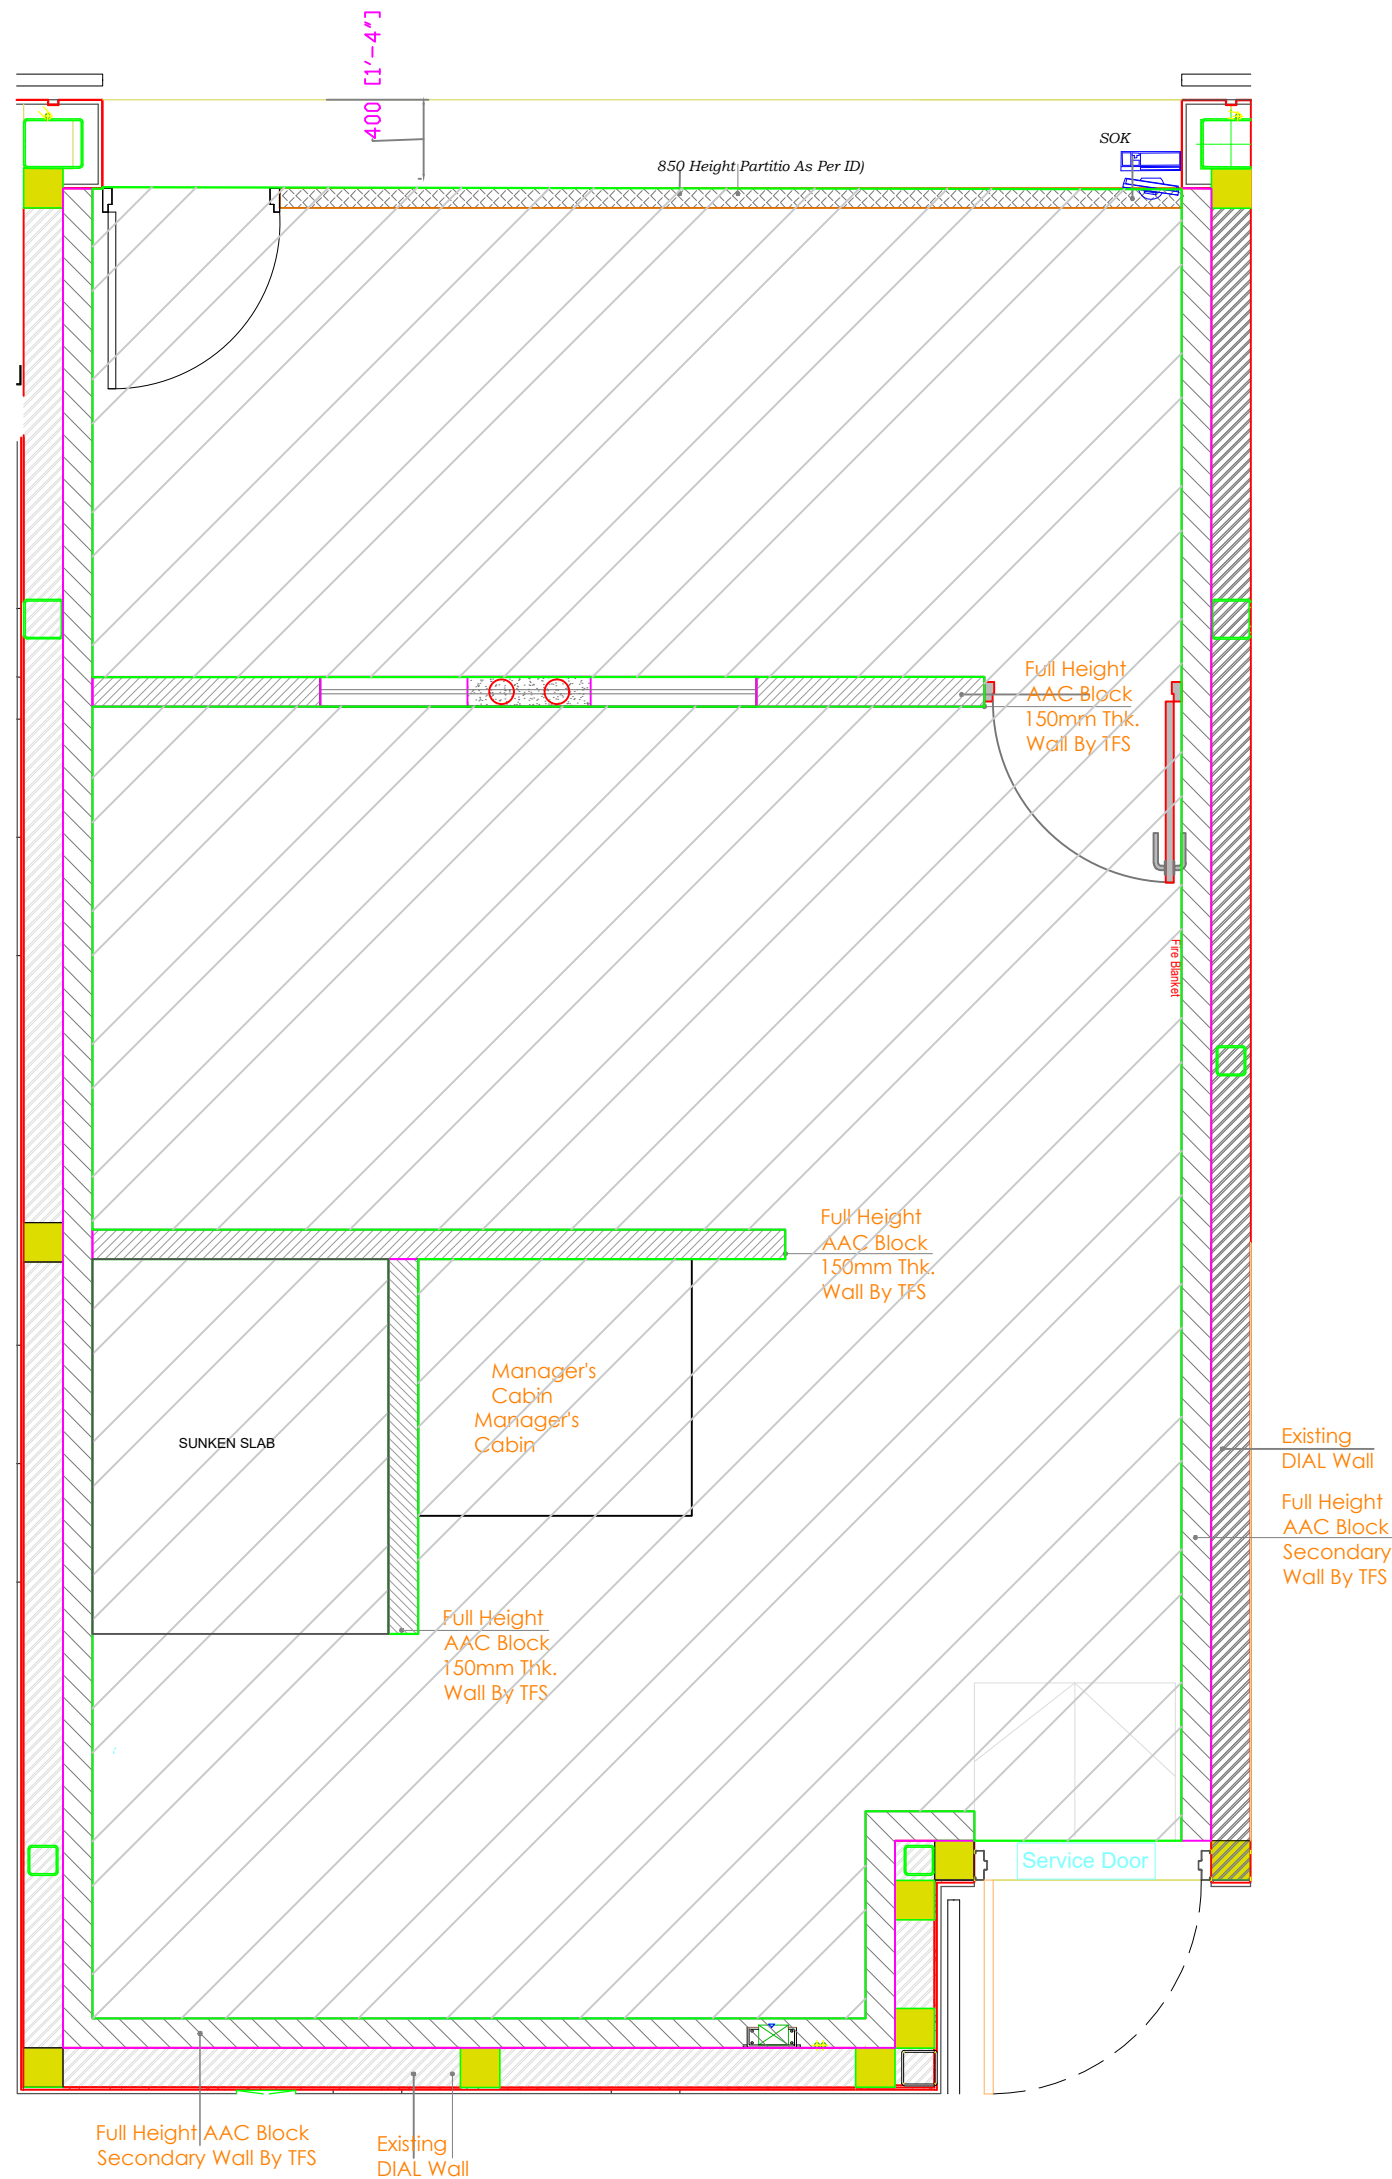 400 [1'-4"]
SOK
850 Height Partitio As Per ID)
Full Height
AAC Block
150mm Thk.
Wall By TFS
Fire Blanket
Full Height
AAC Block
150mm Thk.
Wall By TFS
Manager's
Cabin
Manager's
Cabin
SUNKEN SLAB
Existing
DIAL Wall
Full Height
AAC Block
Secondary
Wall By TFS
Full Height
AAC Block
150mm Thk.
Wall By TFS
Service Door
Full Height AAC Block
Secondary Wall By TFS
Existing
DIAL Wall